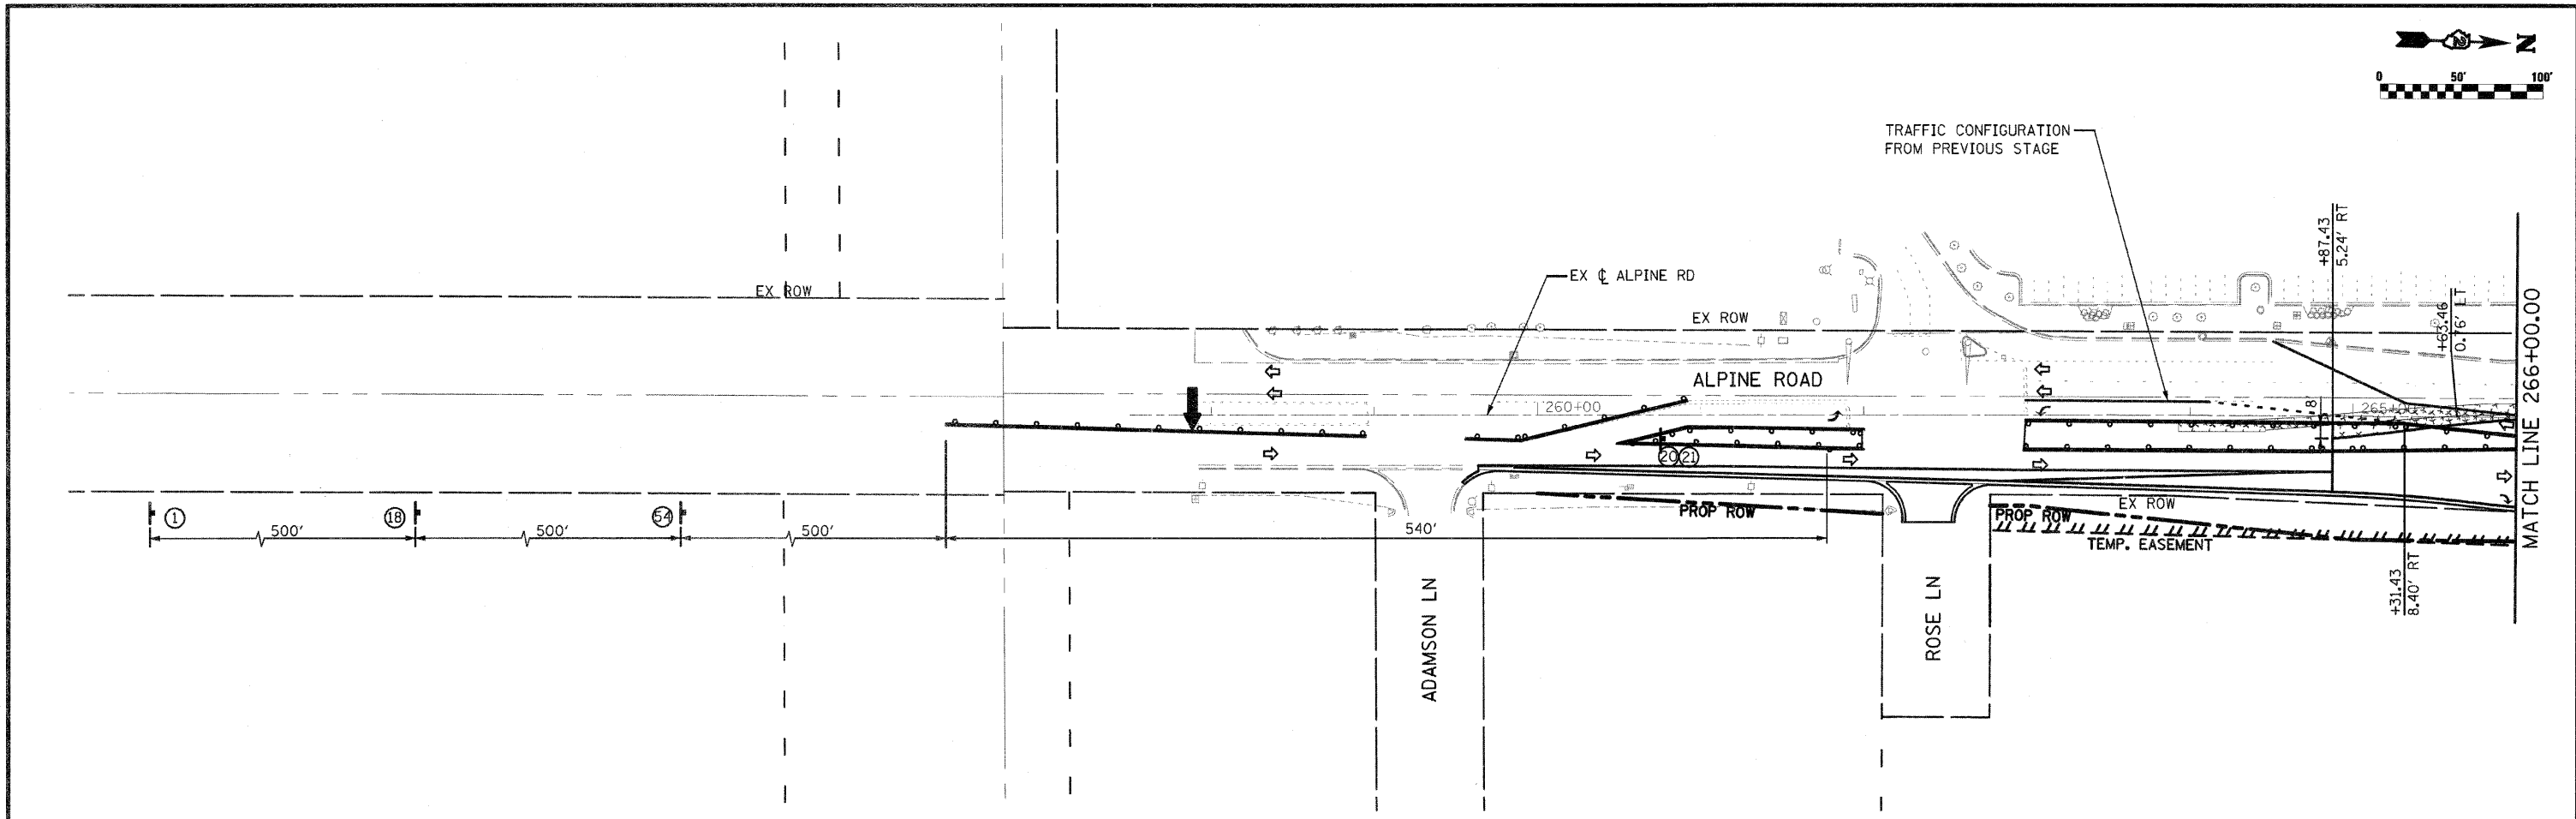 N
0 50' 100'
TRAFFIC CONFIGURATION
FROM PREVIOUS STAGE
+87.43
5.24' RT
EX ROW
EX ℄ ALPINE RD
EX ROW
+63.46
0.76' LT
MATCH LINE 266+00.00
ALPINE ROAD
260+00
265+00
8'
20 21
1
18
54
500'
500'
500'
540'
PROP ROW
PROP ROW
EX ROW
TEMP. EASEMENT
ADAMSON LN
ROSE LN
+31.43
8.40' RT